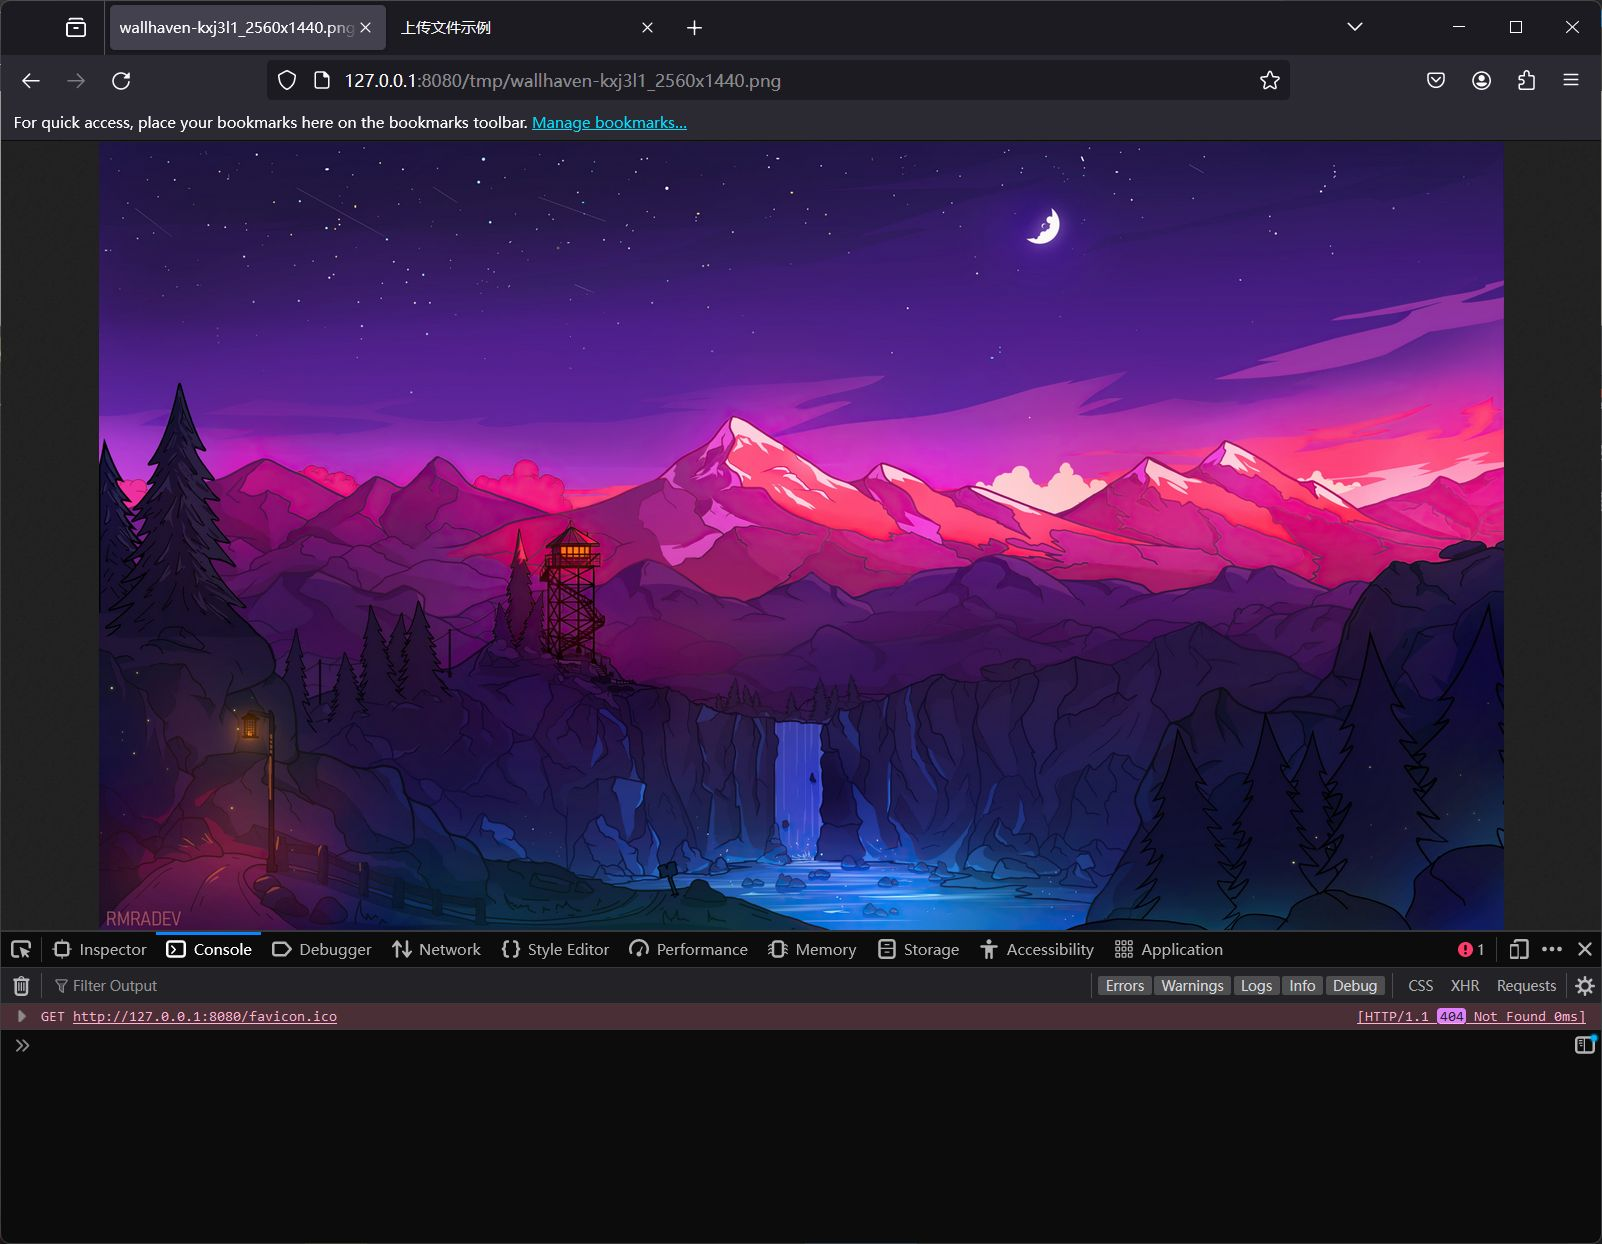 wallhaven-kxj3l1_2560x1440.png
上传文件示例
127.0.0.1:8080/tmp/wallhaven-kxj3l1_2560x1440.png
For quick access, place your bookmarks here on the bookmarks toolbar. Manage bookmarks...
RMRADEV
Inspector Console Debugger Network Style Editor Performance Memory Storage Accessibility Application 1
Filter Output Errors Warnings Logs Info Debug CSS XHR Requests
GET http://127.0.0.1:8080/favicon.ico [HTTP/1.1 404 Not Found 0ms]